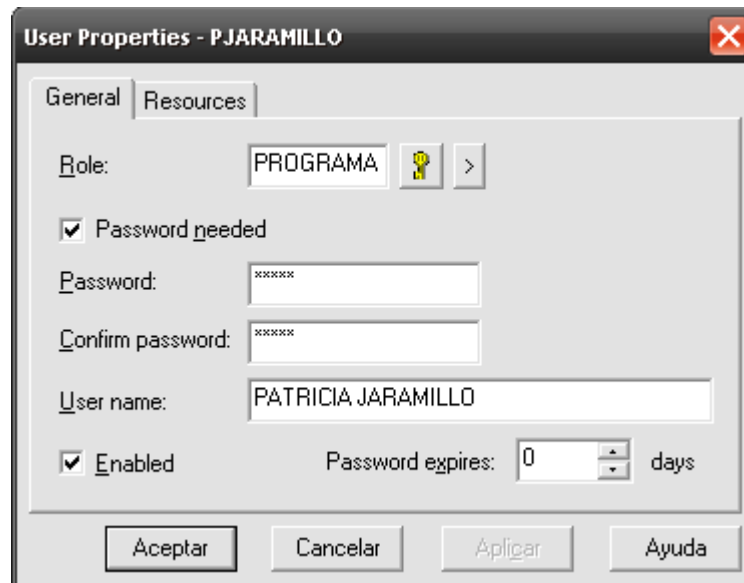 User Properties - PJARAMILLO
General Resources
Role: PROGRAMA >
Password needed
Password: *****
Confirm password: *****
User name: PATRICIA JARAMILLO
Enabled Password expires: 0 days
Aceptar Cancelar Aplicar Ayuda